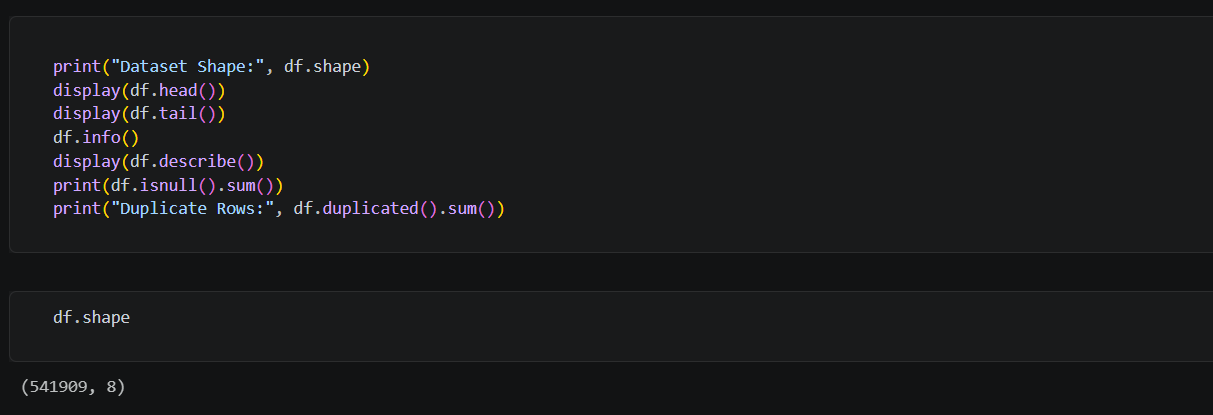 print("Dataset Shape:", df.shape)
display(df.head())
display(df.tail())
df.info()
display(df.describe())
print(df.isnull().sum())
print("Duplicate Rows:", df.duplicated().sum())
df.shape
(541909, 8)